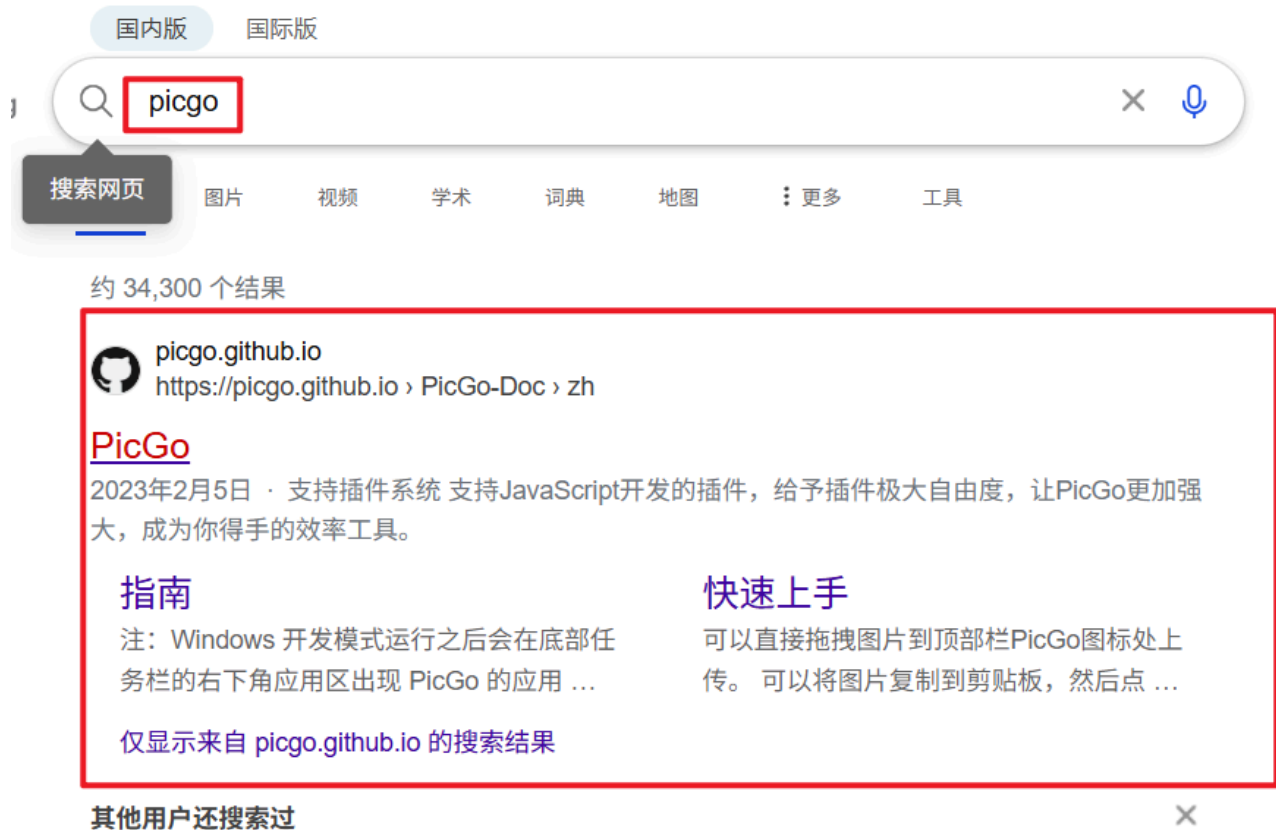 国内版 国际版
picgo
搜索网页 图片 视频 学术 词典 地图 更多 工具
约 34,300 个结果
picgo.github.io
https://picgo.github.io › PicGo-Doc › zh
PicGo
2023年2月5日 · 支持插件系统 支持JavaScript开发的插件，给予插件极大自由度，让PicGo更加强
大，成为你得手的效率工具。
指南
注：Windows 开发模式运行之后会在底部任
务栏的右下角应用区出现 PicGo 的应用 …
快速上手
可以直接拖拽图片到顶部栏PicGo图标处上
传。 可以将图片复制到剪贴板，然后点 …
仅显示来自 picgo.github.io 的搜索结果
其他用户还搜索过